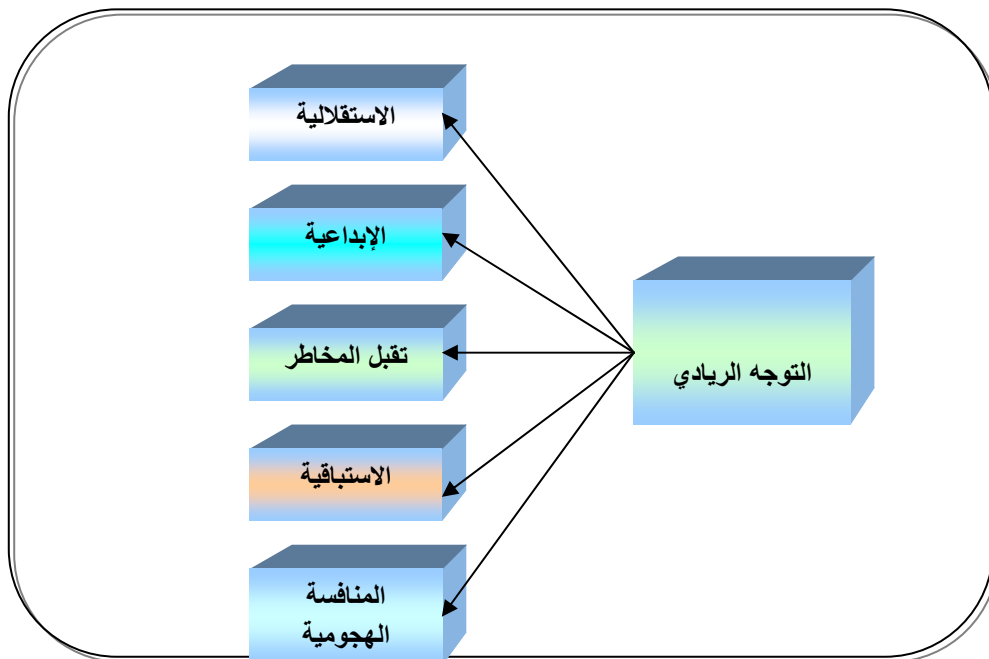 الاستقلالية
الإبداعية
تقبل المخاطر
التوجه الريادي
الاستباقية
المنافسة
الهجومية